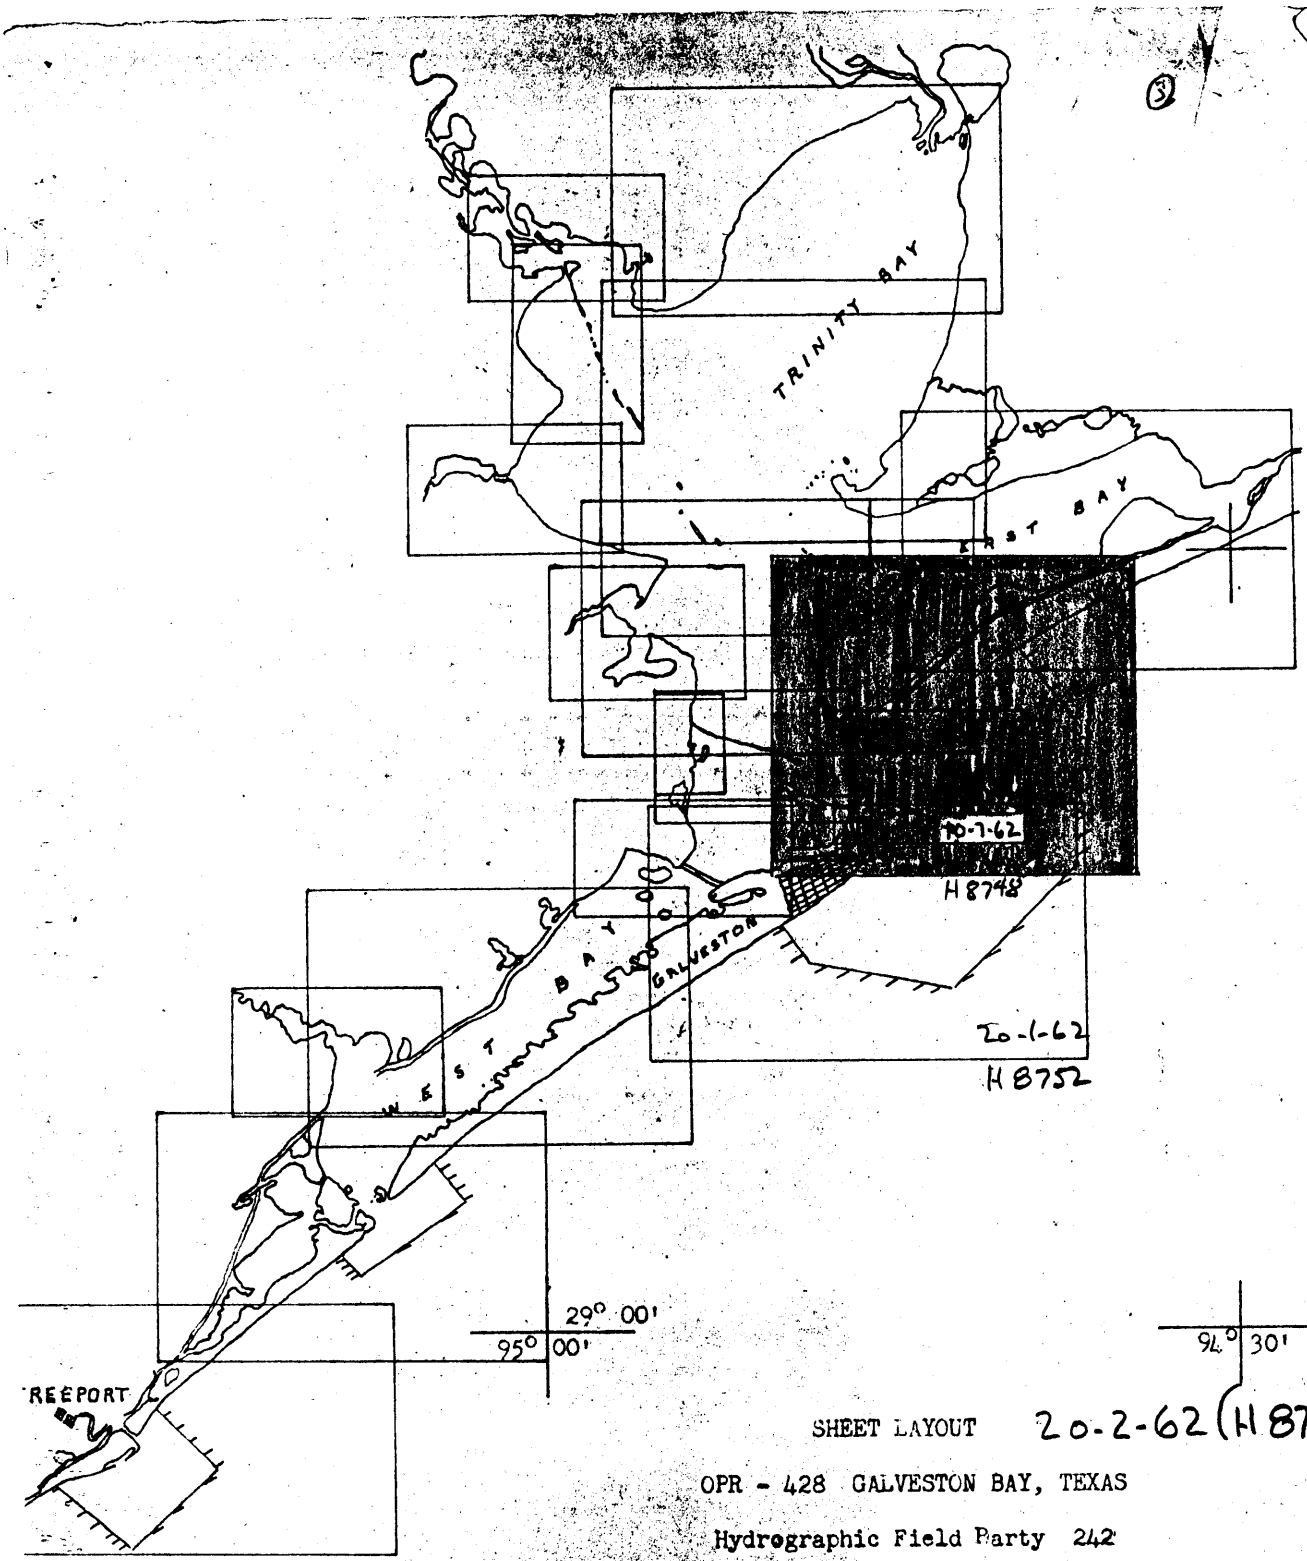 3
TRINITY BAY
EAST BAY
20-7-62
H 8748
WEST BAY
GALVESTON
20-1-62
H 8752
29° 00'
95° 00'
94° 30'
REEPORT
SHEET LAYOUT 20-2-62 (H 87
OPR - 428 GALVESTON BAY, TEXAS
Hydrographic Field Party 242